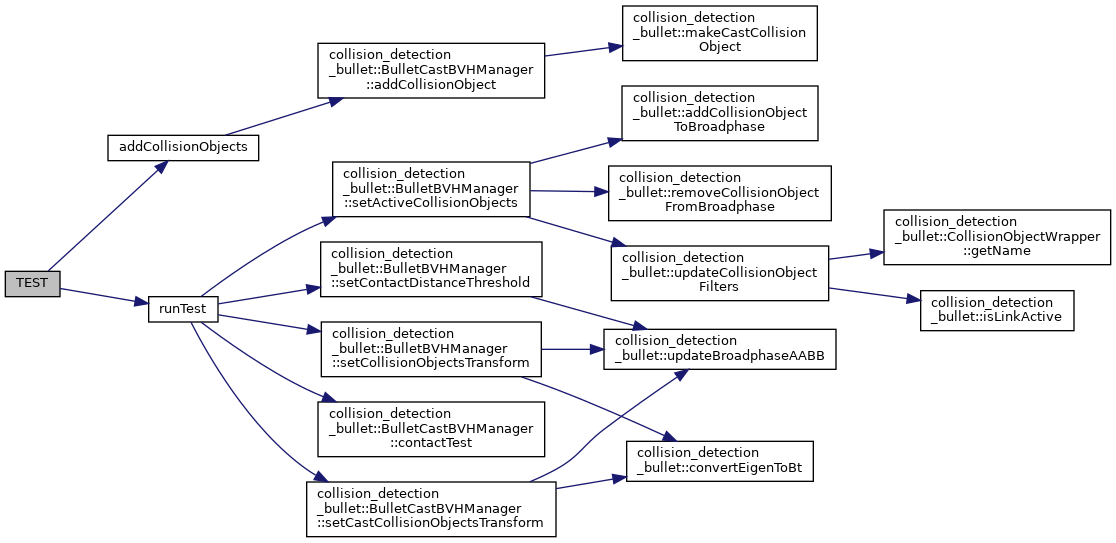 TEST
addCollisionObjects
collision_detection
_bullet::BulletCastBVHManager
::addCollisionObject
collision_detection
_bullet::makeCastCollision
Object
runTest
collision_detection
_bullet::BulletBVHManager
::setActiveCollisionObjects
collision_detection
_bullet::addCollisionObject
ToBroadphase
collision_detection
_bullet::removeCollisionObject
FromBroadphase
collision_detection
_bullet::updateCollisionObject
Filters
collision_detection
_bullet::CollisionObjectWrapper
::getName
collision_detection
_bullet::isLinkActive
collision_detection
_bullet::BulletBVHManager
::setContactDistanceThreshold
collision_detection
_bullet::updateBroadphaseAABB
collision_detection
_bullet::BulletBVHManager
::setCollisionObjectsTransform
collision_detection
_bullet::convertEigenToBt
collision_detection
_bullet::BulletCastBVHManager
::contactTest
collision_detection
_bullet::BulletCastBVHManager
::setCastCollisionObjectsTransform